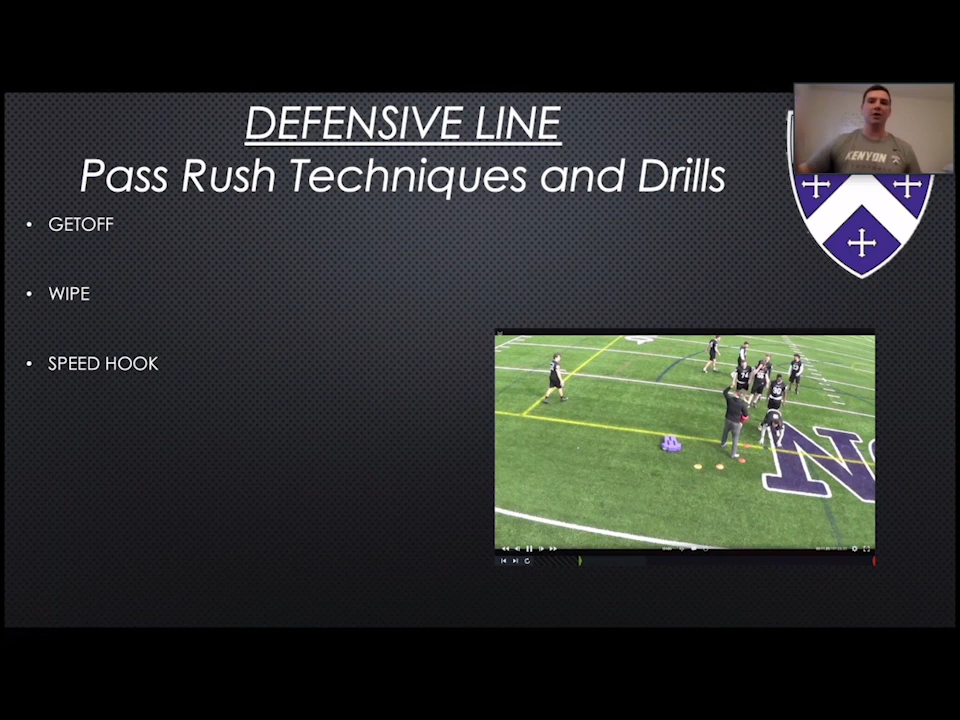 DEFENSIVE LINE
Pass Rush Techniques and Drills
KENYON
• GETOFF
• WIPE
• SPEED HOOK
N